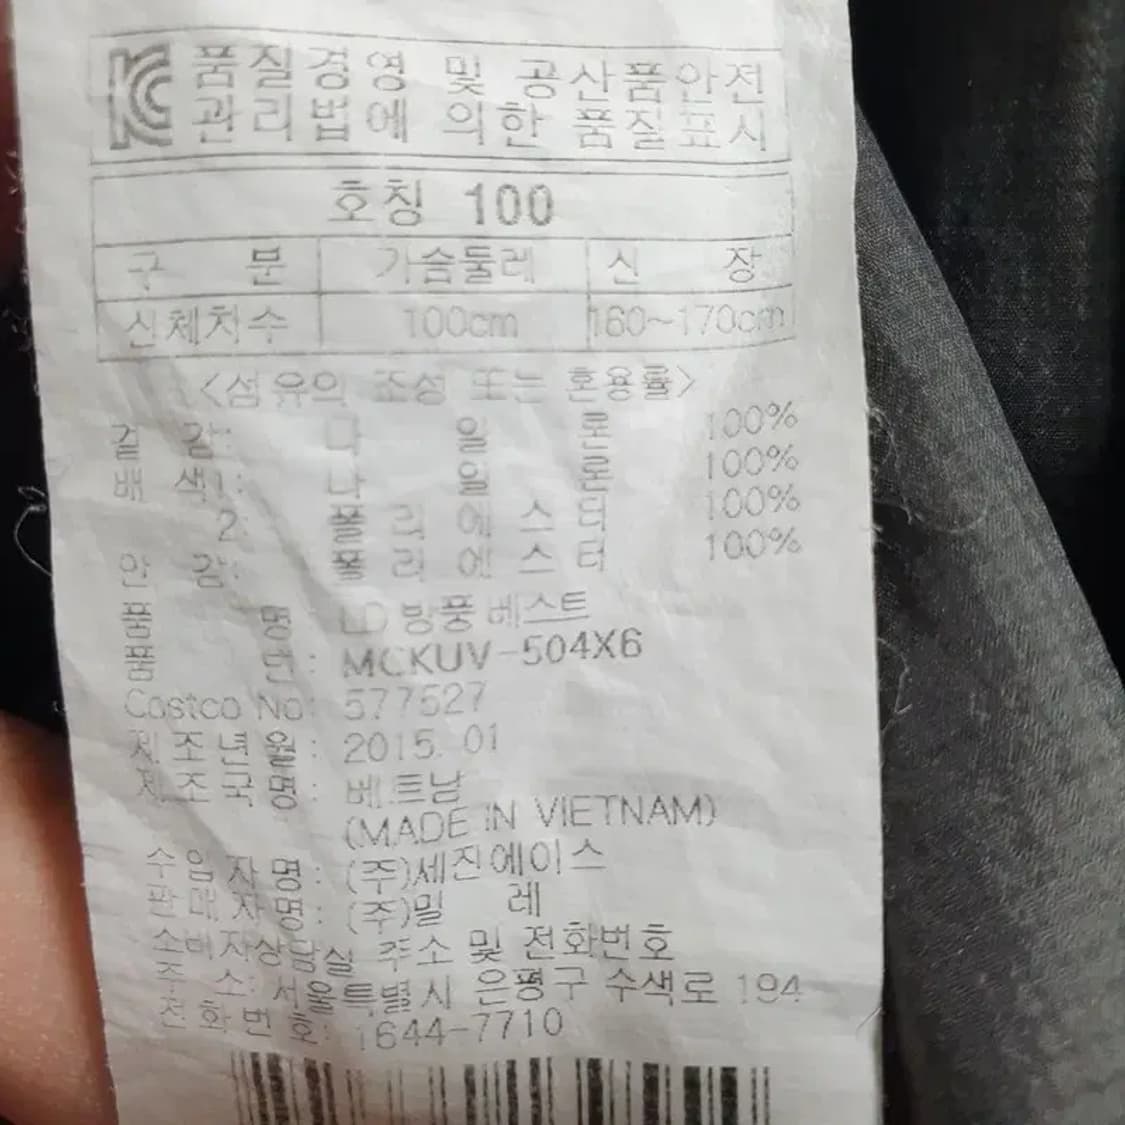 KC 품질경영 및 공산품안전
관리법에 의한 품질표시
호칭 100
구 분 가슴둘레 신 장
신체치수 100cm 160~170cm
<섬유의 조성 또는 혼용률>
겉 감: 나 일 론 100%
배 색1: 나 일 론 100%
2: 폴 리 에 스 터 100%
안 감: 폴 리 에 스 터 100%
품 명: LD 방풍 베스트
품 번: MCKUV-504X6
Costco No: 577527
제 조 년 월: 2015. 01
제 조 국 명: 베트남
(MADE IN VIETNAM)
수 입 자 명: (주)세진에이스
판 매 자 명: (주)밀 레
소비자상담실 주소 및 전화번호
주 소: 서울특별시 은평구 수색로 194
전 화 번 호: 1644-7710